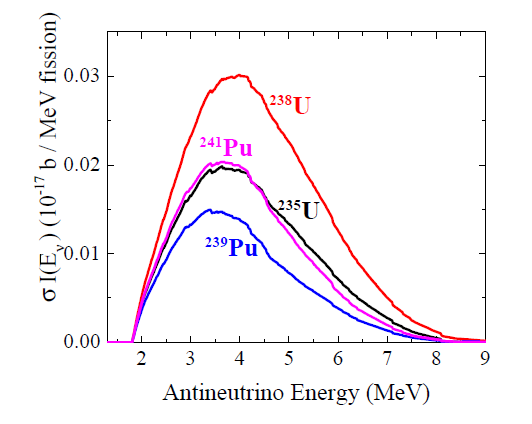 σ I(Eᵥ) (10⁻¹⁷ b / MeV fission)
0.03
0.02
0.01
0.00
²³⁸U
²⁴¹Pu
²³⁵U
²³⁹Pu
2 3 4 5 6 7 8 9
Antineutrino Energy (MeV)